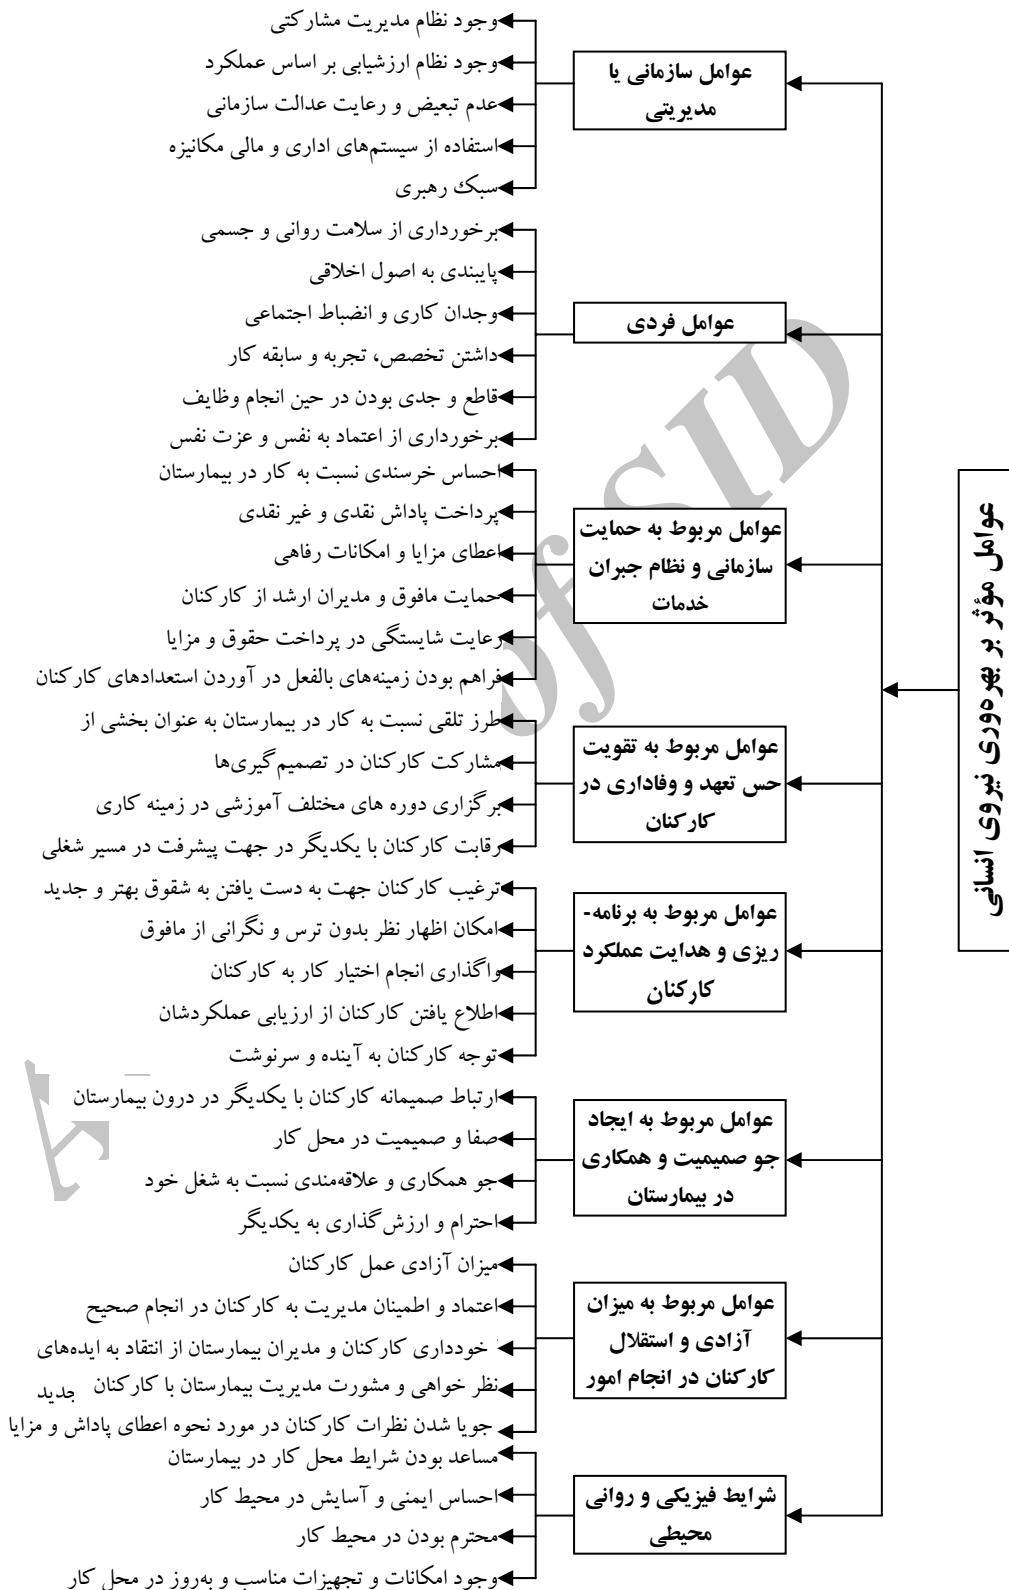 عوامل مؤثر بر بهره‌وری نیروی انسانی
عوامل سازمانی یا
مدیریتی
وجود نظام مدیریت مشارکتی
وجود نظام ارزشیابی بر اساس عملکرد
عدم تبعیض و رعایت عدالت سازمانی
استفاده از سیستم‌های اداری و مالی مکانیزه
سبک رهبری
عوامل فردی
برخورداری از سلامت روانی و جسمی
پایبندی به اصول اخلاقی
وجدان کاری و انضباط اجتماعی
داشتن تخصص، تجربه و سابقه کار
قاطع و جدی بودن در حین انجام وظایف
برخورداری از اعتماد به نفس و عزت نفس
عوامل مربوط به حمایت
سازمانی و نظام جبران
خدمات
احساس خرسندی نسبت به کار در بیمارستان
پرداخت پاداش نقدی و غیر نقدی
اعطای مزایا و امکانات رفاهی
حمایت مافوق و مدیران ارشد از کارکنان
رعایت شایستگی در پرداخت حقوق و مزایا
فراهم بودن زمینه‌های بالفعل در آوردن استعدادهای کارکنان
عوامل مربوط به تقویت
حس تعهد و وفاداری در
کارکنان
طرز تلقی نسبت به کار در بیمارستان به عنوان بخشی از
مشارکت کارکنان در تصمیم‌گیری‌ها
برگزاری دوره های مختلف آموزشی در زمینه کاری
رقابت کارکنان با یکدیگر در جهت پیشرفت در مسیر شغلی
عوامل مربوط به برنامه-
ریزی و هدایت عملکرد
کارکنان
ترغیب کارکنان جهت به دست یافتن به شقوق بهتر و جدید
امکان اظهار نظر بدون ترس و نگرانی از مافوق
واگذاری انجام اختیار کار به کارکنان
اطلاع یافتن کارکنان از ارزیابی عملکردشان
توجه کارکنان به آینده و سرنوشت
عوامل مربوط به ایجاد
جو صمیمیت و همکاری
در بیمارستان
ارتباط صمیمانه کارکنان با یکدیگر در درون بیمارستان
صفا و صمیمیت در محل کار
جو همکاری و علاقه‌مندی نسبت به شغل خود
احترام و ارزش‌گذاری به یکدیگر
عوامل مربوط به میزان
آزادی و استقلال
کارکنان در انجام امور
میزان آزادی عمل کارکنان
اعتماد و اطمینان مدیریت به کارکنان در انجام صحیح
خودداری کارکنان و مدیران بیمارستان از انتقاد به ایده‌های
جدید
نظر خواهی و مشورت مدیریت بیمارستان با کارکنان
جویا شدن نظرات کارکنان در مورد نحوه اعطای پاداش و مزایا
شرایط فیزیکی و روانی
محیطی
مساعد بودن شرایط محل کار در بیمارستان
احساس ایمنی و آسایش در محیط کار
محترم بودن در محیط کار
وجود امکانات و تجهیزات مناسب و به‌روز در محل کار
of SID